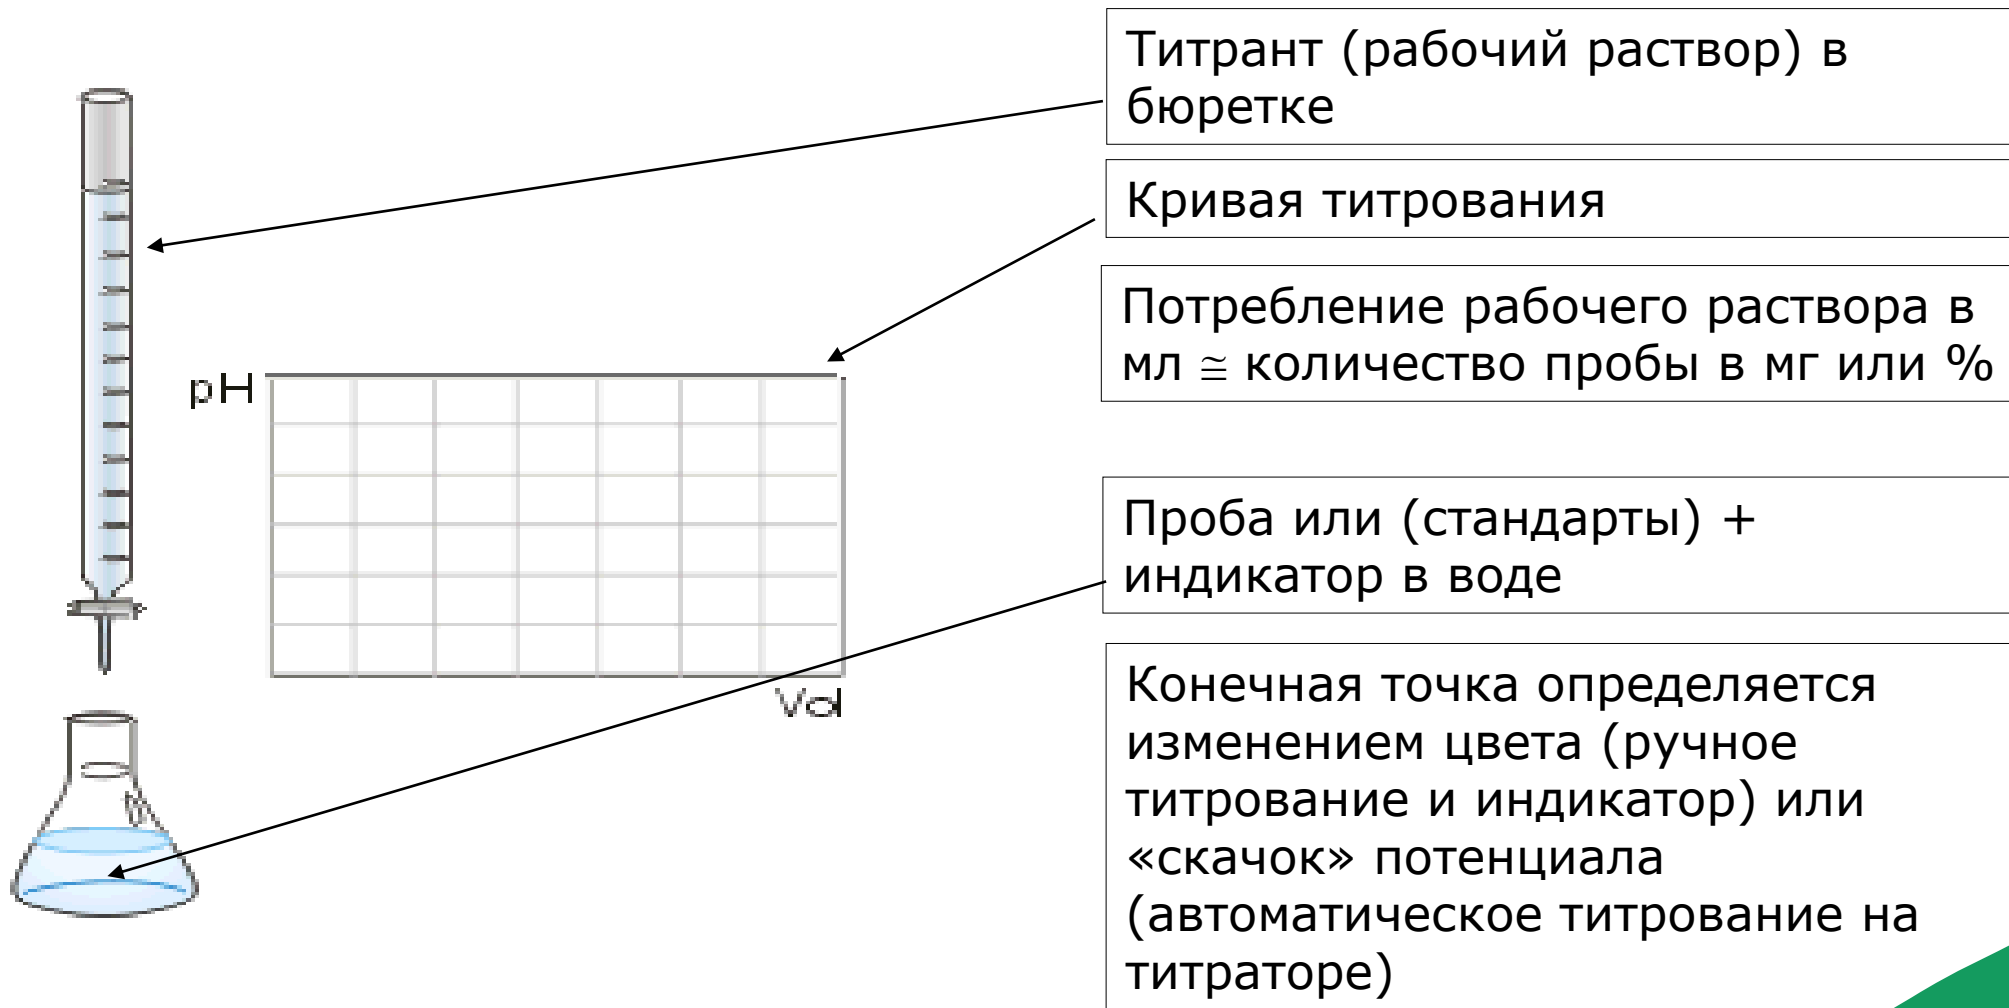 Титрант (рабочий раствор) в
бюретке
Кривая титрования
Потребление рабочего раствора в
мл ≅ количество пробы в мг или %
pH
Vol
Проба или (стандарты) +
индикатор в воде
Конечная точка определяется
изменением цвета (ручное
титрование и индикатор) или
«скачок» потенциала
(автоматическое титрование на
титраторе)